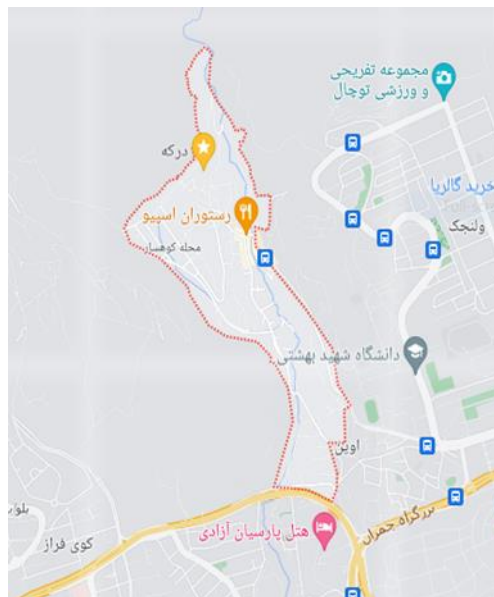 مجموعه تفریحی
و ورزشی توچال
درکه
خرید گالریا
رستوران اسپیو
ولنجک
محله کوهسار
دانشگاه شهید بهشتی
اوین
بزرگراه چمران
هتل پارسیان آزادی
کوی فراز